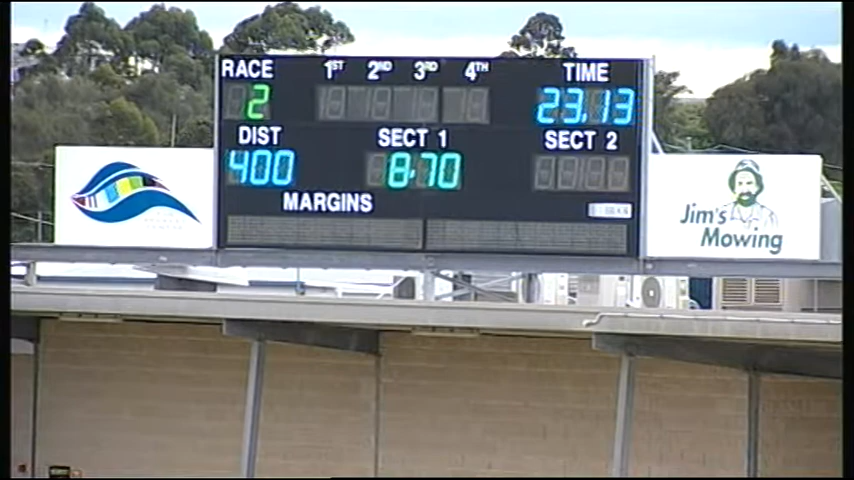 RACE 1ST 2ND 3RD 4TH TIME
2 23.13
DIST SECT 1 SECT 2
400 8.70
MARGINS
Jim's
Mowing